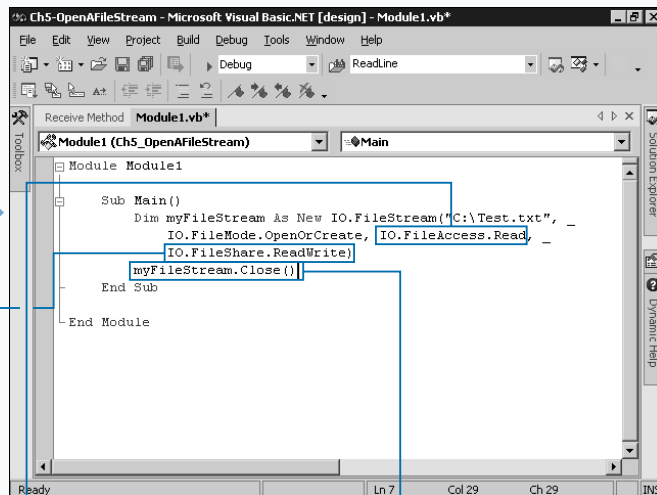 Ch5-OpenAFileStream - Microsoft Visual Basic.NET [design] - Module1.vb*
File Edit View Project Build Debug Tools Window Help
Debug ReadLine
Receive Method Module1.vb*
Module1 (Ch5_OpenAFileStream) Main
Toolbox
Solution Explorer
Dynamic Help
Module Module1
Sub Main()
Dim myFileStream As New IO.FileStream("C:\Test.txt", _
IO.FileMode.OpenOrCreate, IO.FileAccess.Read, _
IO.FileShare.ReadWrite)
myFileStream.Close()
End Sub
End Module
Ready Ln 7 Col 29 Ch 29 INS